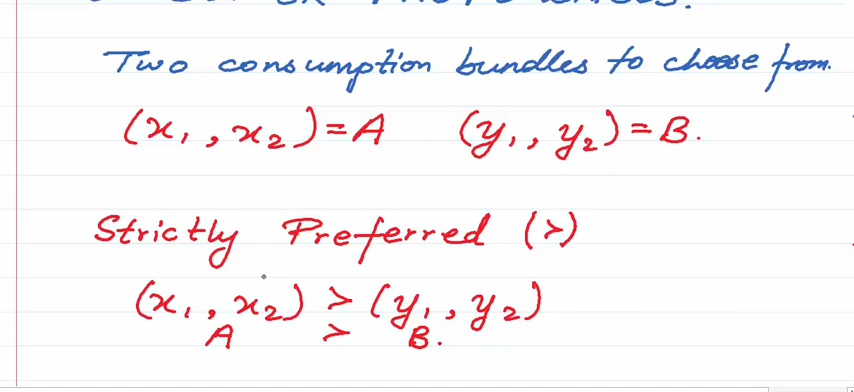 Two consumption bundles to choose from.
(x₁, x₂) = A (y₁, y₂) = B.
Strictly Preferred (>)
(x₁, x₂) > (y₁, y₂)
A > B.